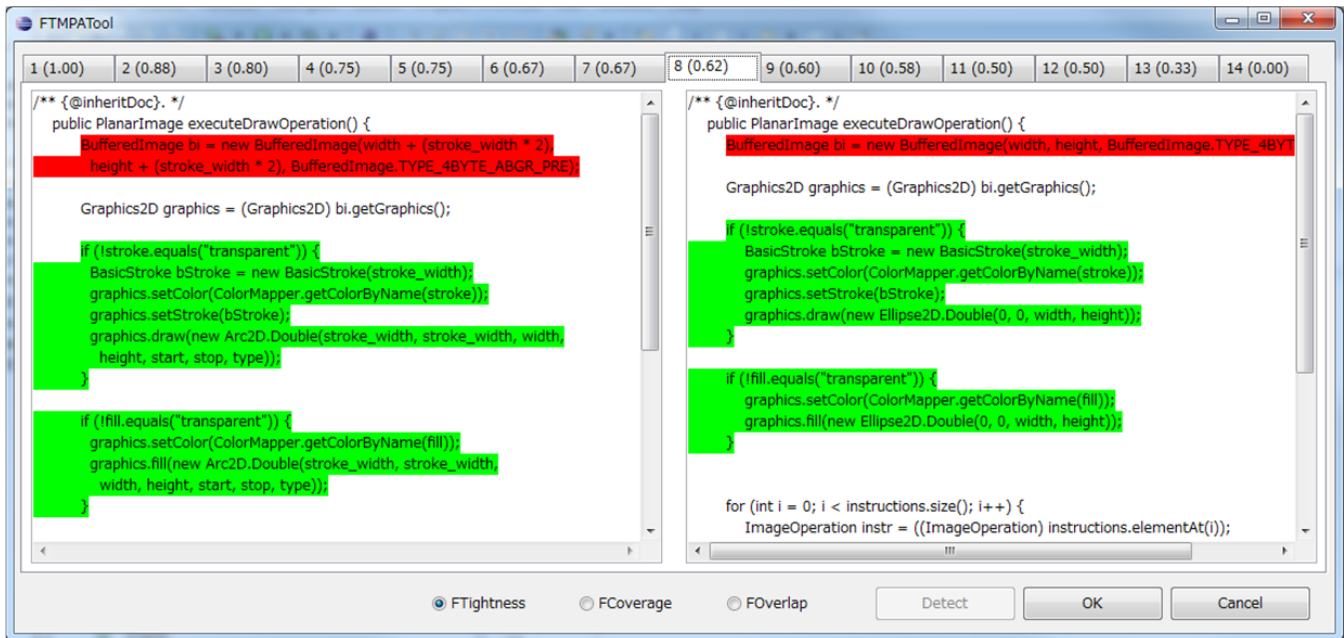 FTMPATool
1 (1.00) 2 (0.88) 3 (0.80) 4 (0.75) 5 (0.75) 6 (0.67) 7 (0.67) 8 (0.62) 9 (0.60) 10 (0.58) 11 (0.50) 12 (0.50) 13 (0.33) 14 (0.00)
/** {@inheritDoc}. */
public PlanarImage executeDrawOperation() {
BufferedImage bi = new BufferedImage(width + (stroke_width * 2),
height + (stroke_width * 2), BufferedImage.TYPE_4BYTE_ABGR_PRE);
Graphics2D graphics = (Graphics2D) bi.getGraphics();
if (!stroke.equals("transparent")) {
BasicStroke bStroke = new BasicStroke(stroke_width);
graphics.setColor(ColorMapper.getColorByName(stroke));
graphics.setStroke(bStroke);
graphics.draw(new Arc2D.Double(stroke_width, stroke_width, width,
height, start, stop, type));
}
if (!fill.equals("transparent")) {
graphics.setColor(ColorMapper.getColorByName(fill));
graphics.fill(new Arc2D.Double(stroke_width, stroke_width,
width, height, start, stop, type));
}
/** {@inheritDoc}. */
public PlanarImage executeDrawOperation() {
BufferedImage bi = new BufferedImage(width, height, BufferedImage.TYPE_4BYT
Graphics2D graphics = (Graphics2D) bi.getGraphics();
if (!stroke.equals("transparent")) {
BasicStroke bStroke = new BasicStroke(stroke_width);
graphics.setColor(ColorMapper.getColorByName(stroke));
graphics.setStroke(bStroke);
graphics.draw(new Ellipse2D.Double(0, 0, width, height));
}
if (!fill.equals("transparent")) {
graphics.setColor(ColorMapper.getColorByName(fill));
graphics.fill(new Ellipse2D.Double(0, 0, width, height));
}
for (int i = 0; i < instructions.size(); i++) {
ImageOperation instr = ((ImageOperation) instructions.elementAt(i));
FTightness FCoverage FOverlap Detect OK Cancel